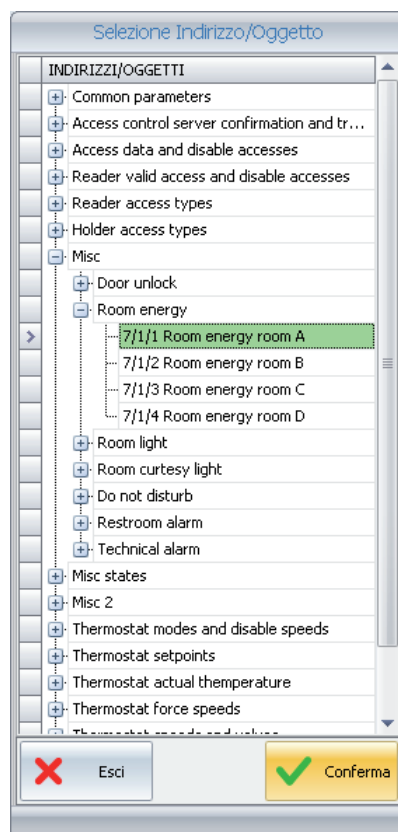 Selezione Indirizzo/Oggetto
INDIRIZZI/OGGETTI
Common parameters
Access control server confirmation and tr...
Access data and disable accesses
Reader valid access and disable accesses
Reader access types
Holder access types
Misc
Door unlock
Room energy
7/1/1 Room energy room A
7/1/2 Room energy room B
7/1/3 Room energy room C
7/1/4 Room energy room D
Room light
Room curtesy light
Do not disturb
Restroom alarm
Technical alarm
Misc states
Misc 2
Thermostat modes and disable speeds
Thermostat setpoints
Thermostat actual themperature
Thermostat force speeds
Thermostat speeds and valves
Esci
Conferma